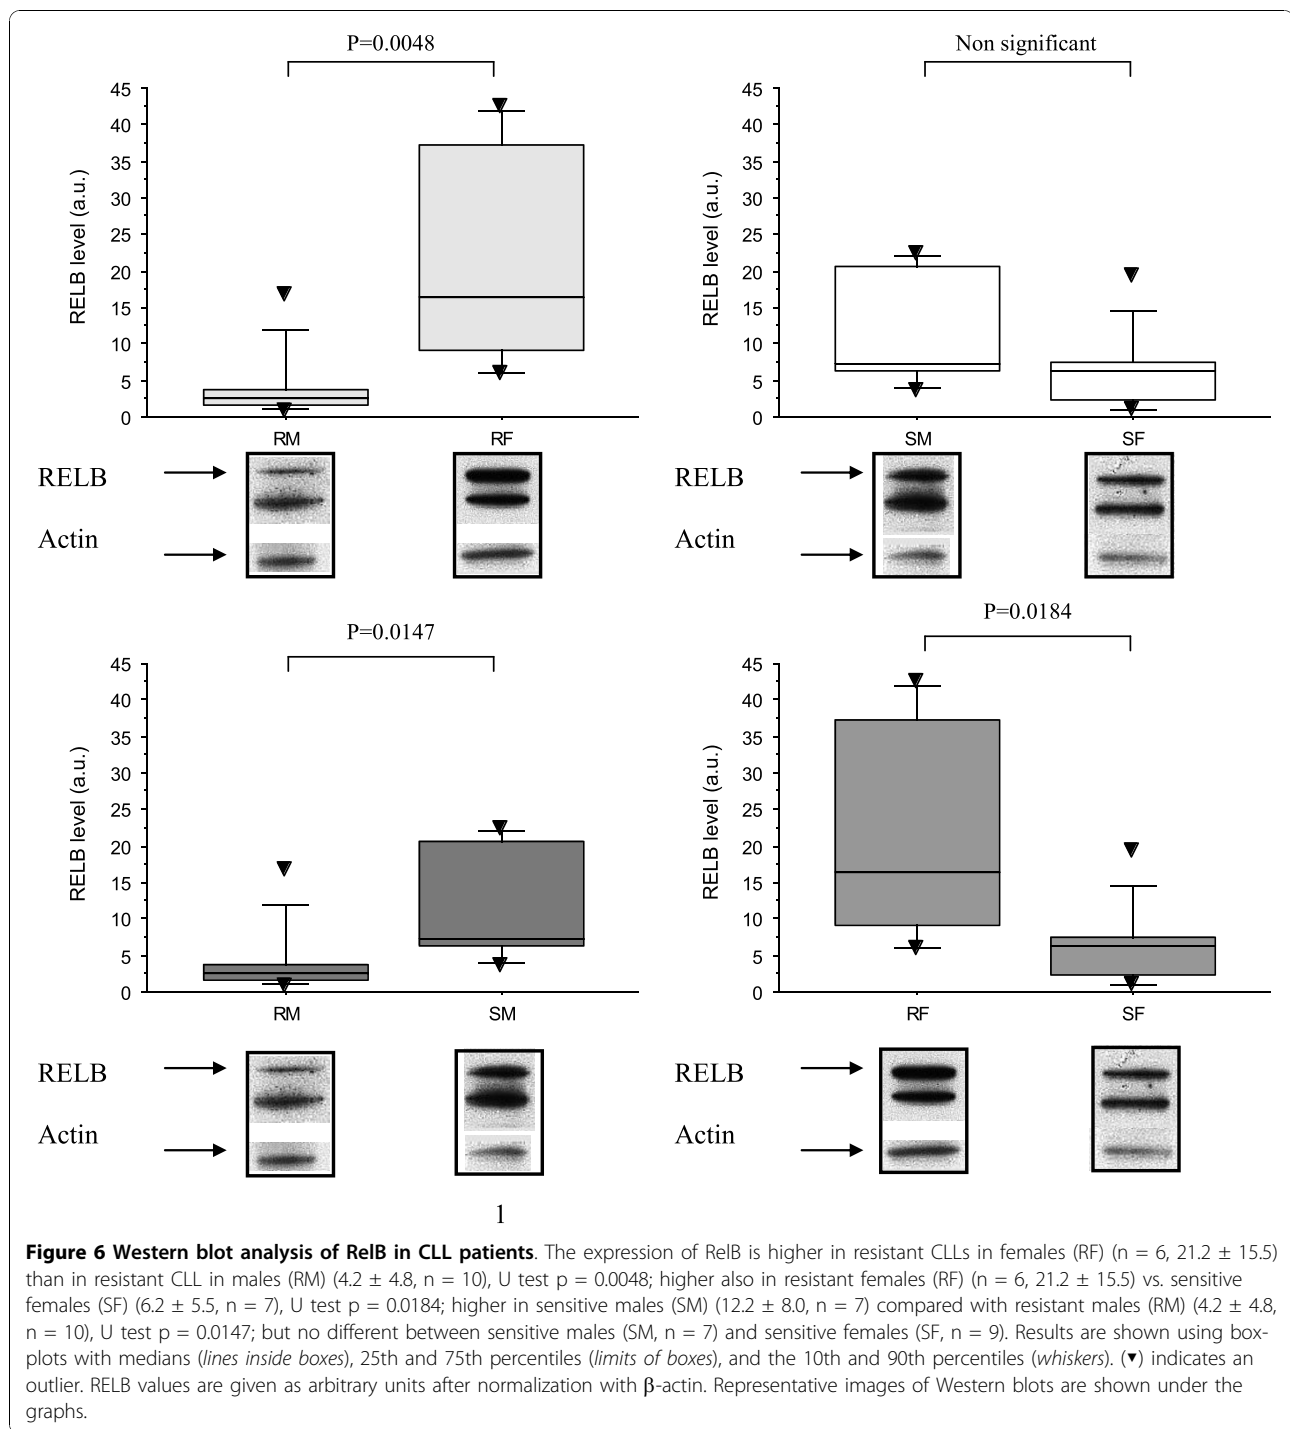 P=0.0048
Non significant
RELB level (a.u.)
45
40
35
30
25
20
15
10
5
0
RM
RF
RELB level (a.u.)
45
40
35
30
25
20
15
10
5
0
SM
SF
RELB
Actin
RELB
Actin
P=0.0147
P=0.0184
RELB level (a.u.)
45
40
35
30
25
20
15
10
5
0
RM
SM
RELB level (a.u.)
45
40
35
30
25
20
15
10
5
0
RF
SF
RELB
Actin
RELB
Actin
1
Figure 6 Western blot analysis of RelB in CLL patients. The expression of RelB is higher in resistant CLLs in females (RF) (n = 6, 21.2 ± 15.5)
than in resistant CLL in males (RM) (4.2 ± 4.8, n = 10), U test p = 0.0048; higher also in resistant females (RF) (n = 6, 21.2 ± 15.5) vs. sensitive
females (SF) (6.2 ± 5.5, n = 7), U test p = 0.0184; higher in sensitive males (SM) (12.2 ± 8.0, n = 7) compared with resistant males (RM) (4.2 ± 4.8,
n = 10), U test p = 0.0147; but no different between sensitive males (SM, n = 7) and sensitive females (SF, n = 9). Results are shown using box-
plots with medians (lines inside boxes), 25th and 75th percentiles (limits of boxes), and the 10th and 90th percentiles (whiskers). (▼) indicates an
outlier. RELB values are given as arbitrary units after normalization with β-actin. Representative images of Western blots are shown under the
graphs.